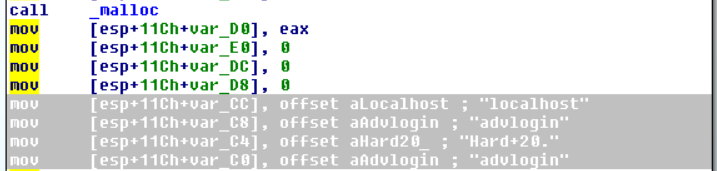 call _malloc
mov [esp+11Ch+var_D0], eax
mov [esp+11Ch+var_E0], 0
mov [esp+11Ch+var_DC], 0
mov [esp+11Ch+var_D8], 0
mov [esp+11Ch+var_CC], offset aLocalhost ; "localhost"
mov [esp+11Ch+var_C8], offset aAdvlogin ; "advlogin"
mov [esp+11Ch+var_C4], offset aHard20_ ; "Hard+20."
mov [esp+11Ch+var_C0], offset aAdvlogin ; "advlogin"